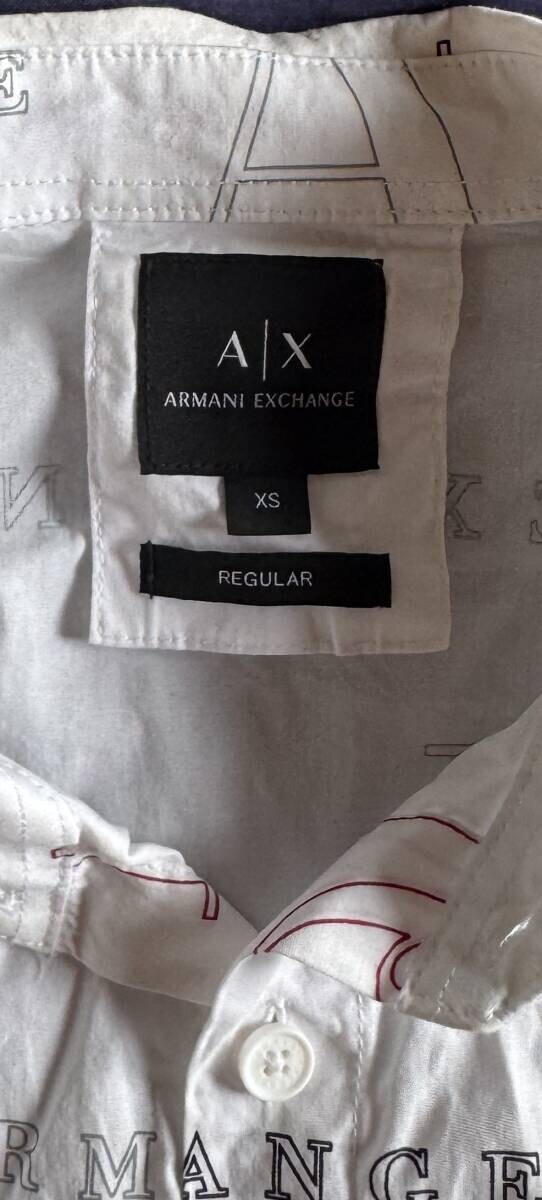 E A
A|X
ARMANI EXCHANGE
XS
REGULAR
RMANGE